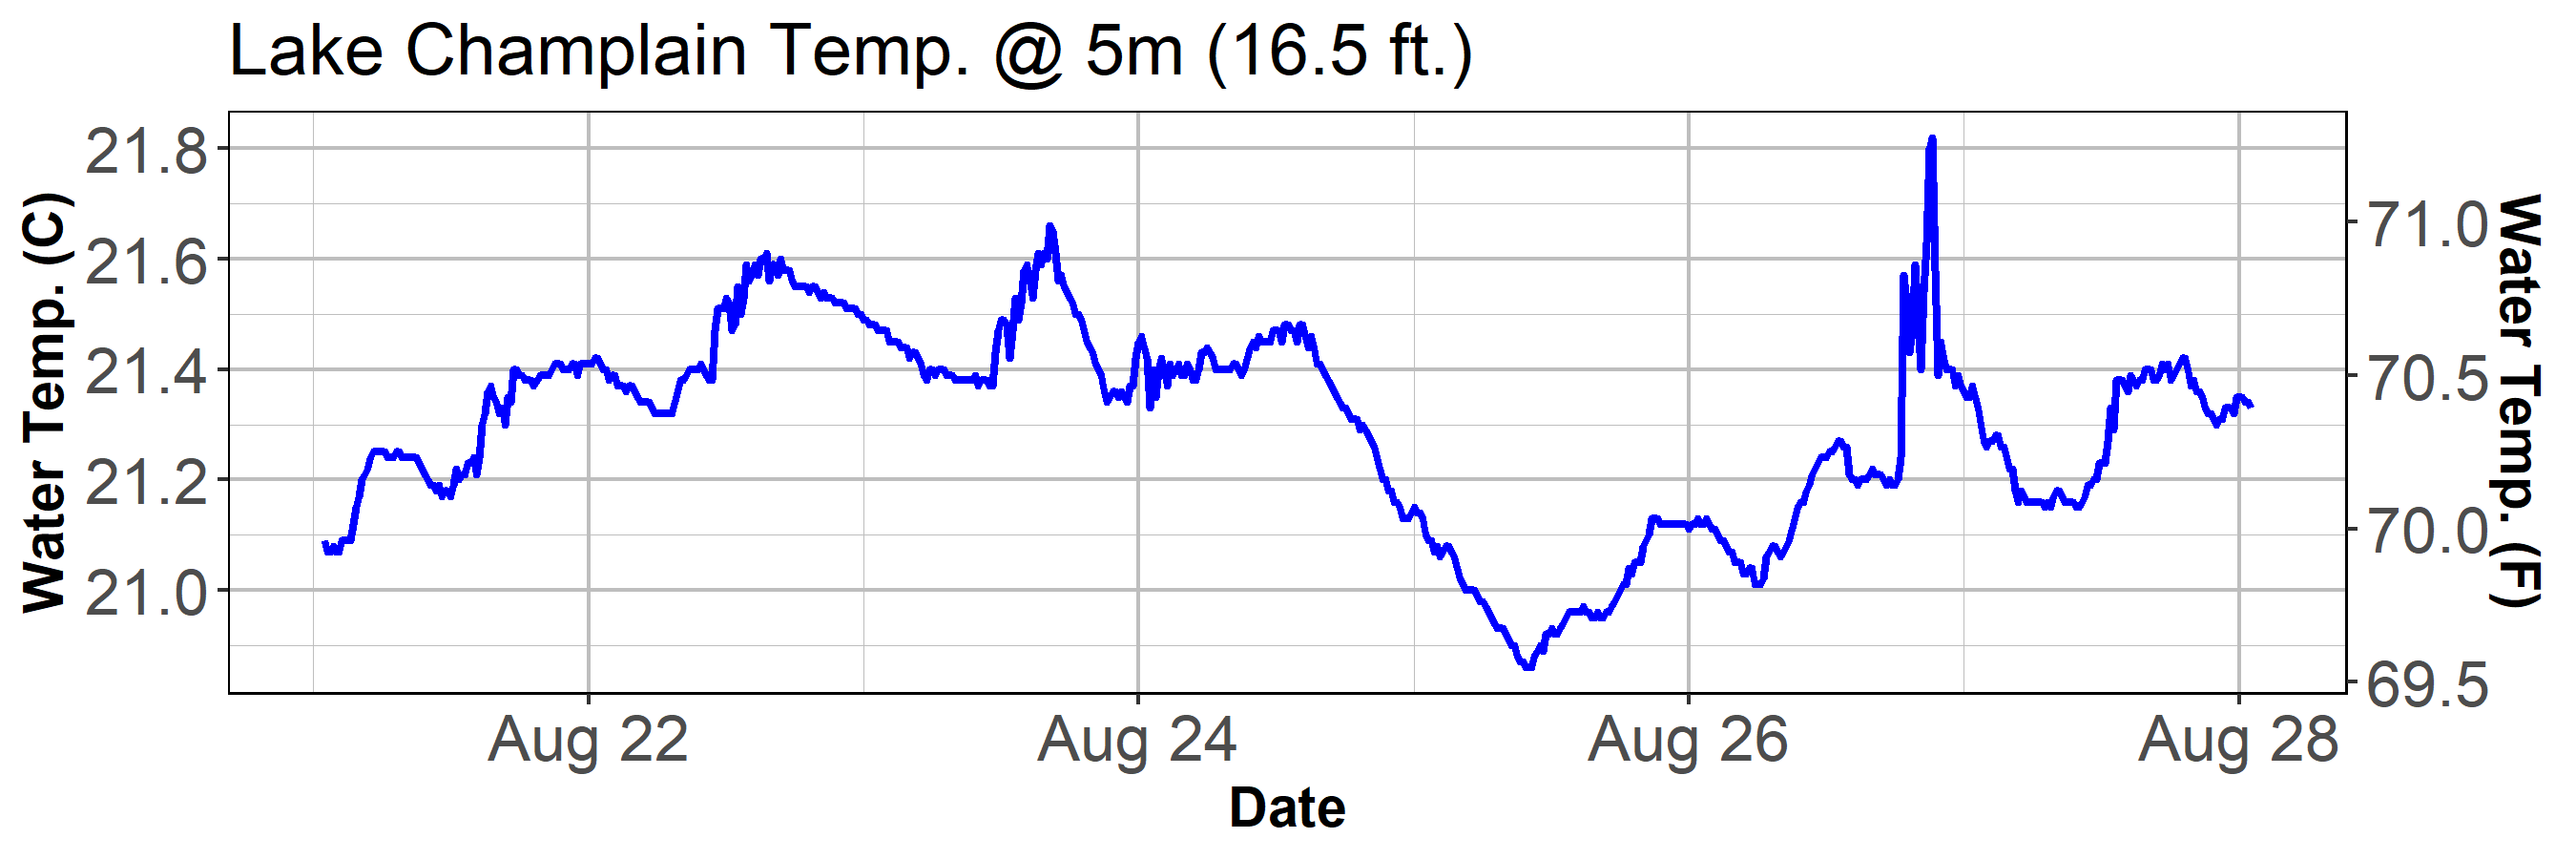 Lake Champlain Temp. @ 5m (16.5 ft.)
Water Temp. (C)
21.8
21.6
21.4
21.2
21.0
71.0
70.5
70.0
69.5
Water Temp. (F)
Aug 22
Aug 24
Aug 26
Aug 28
Date